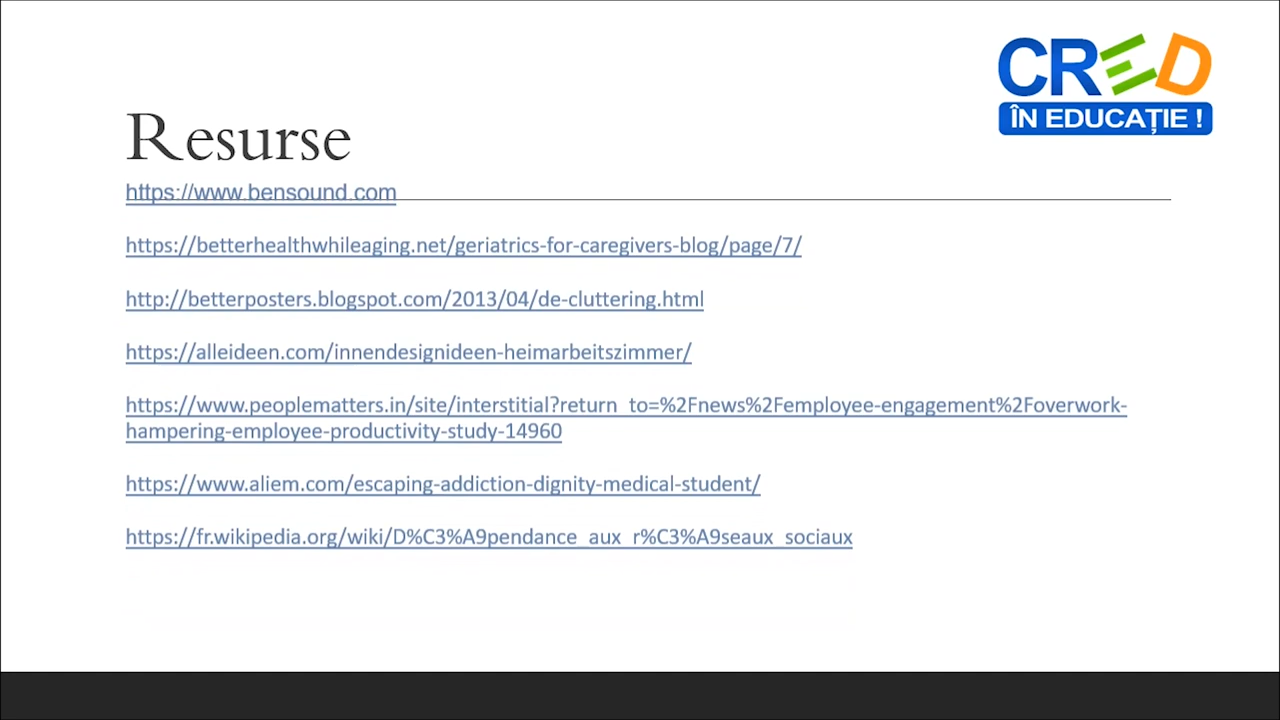 CRED
ÎN EDUCAȚIE !
Resurse
https://www.bensound.com
https://betterhealthwhileaging.net/geriatrics-for-caregivers-blog/page/7/
http://betterposters.blogspot.com/2013/04/de-cluttering.html
https://alleideen.com/innendesignideen-heimarbeitszimmer/
https://www.peoplematters.in/site/interstitial?return_to=%2Fnews%2Femployee-engagement%2Foverwork-
hampering-employee-productivity-study-14960
https://www.aliem.com/escaping-addiction-dignity-medical-student/
https://fr.wikipedia.org/wiki/D%C3%A9pendance_aux_r%C3%A9seaux_sociaux